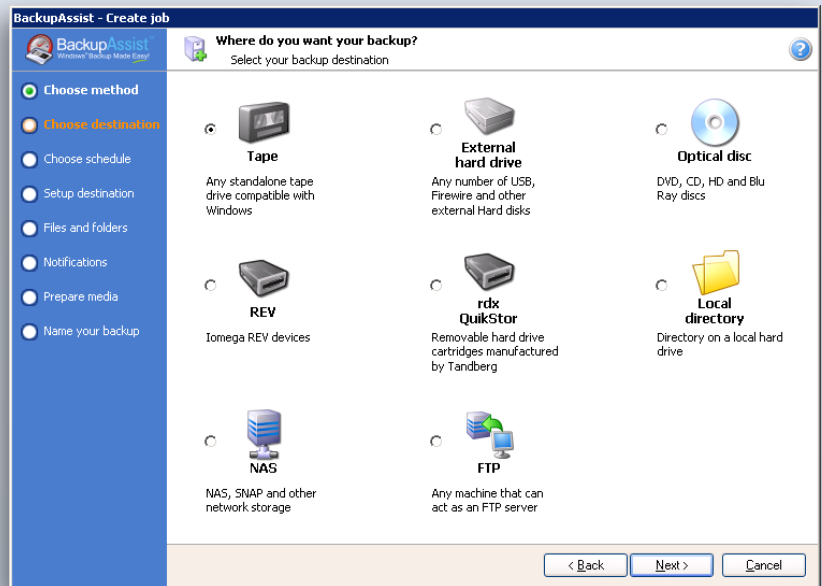 BackupAssist - Create job
BackupAssist™
Windows® Backup Made Easy!
Where do you want your backup?
Select your backup destination
?
Choose method
Choose destination
Choose schedule
Setup destination
Files and folders
Notifications
Prepare media
Name your backup
Tape
Any standalone tape
drive compatible with
Windows
External
hard drive
Any number of USB,
Firewire and other
external Hard disks
Optical disc
DVD, CD, HD and Blu
Ray discs
REV
Iomega REV devices
rdx
QuikStor
Removable hard drive
cartridges manufactured
by Tandberg
Local
directory
Directory on a local hard
drive
NAS
NAS, SNAP and other
network storage
FTP
Any machine that can
act as an FTP server
< Back
Next >
Cancel